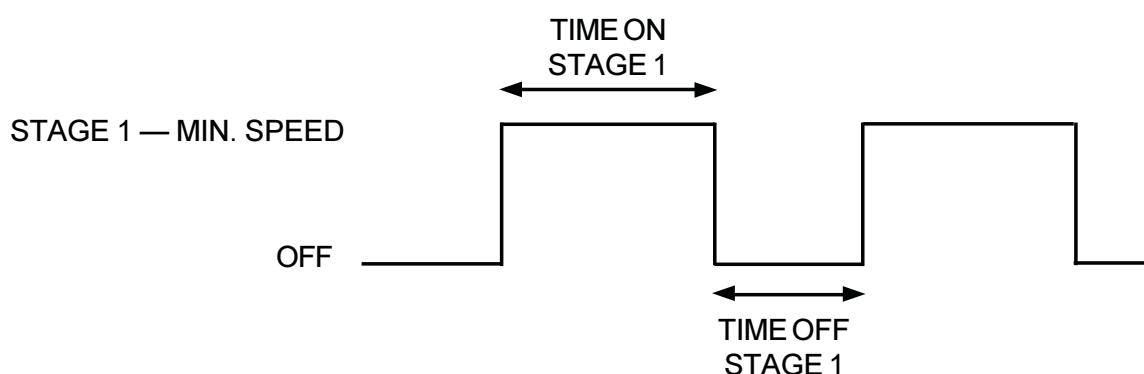 TIME ON
STAGE 1
STAGE 1 — MIN. SPEED
OFF
TIME OFF
STAGE 1